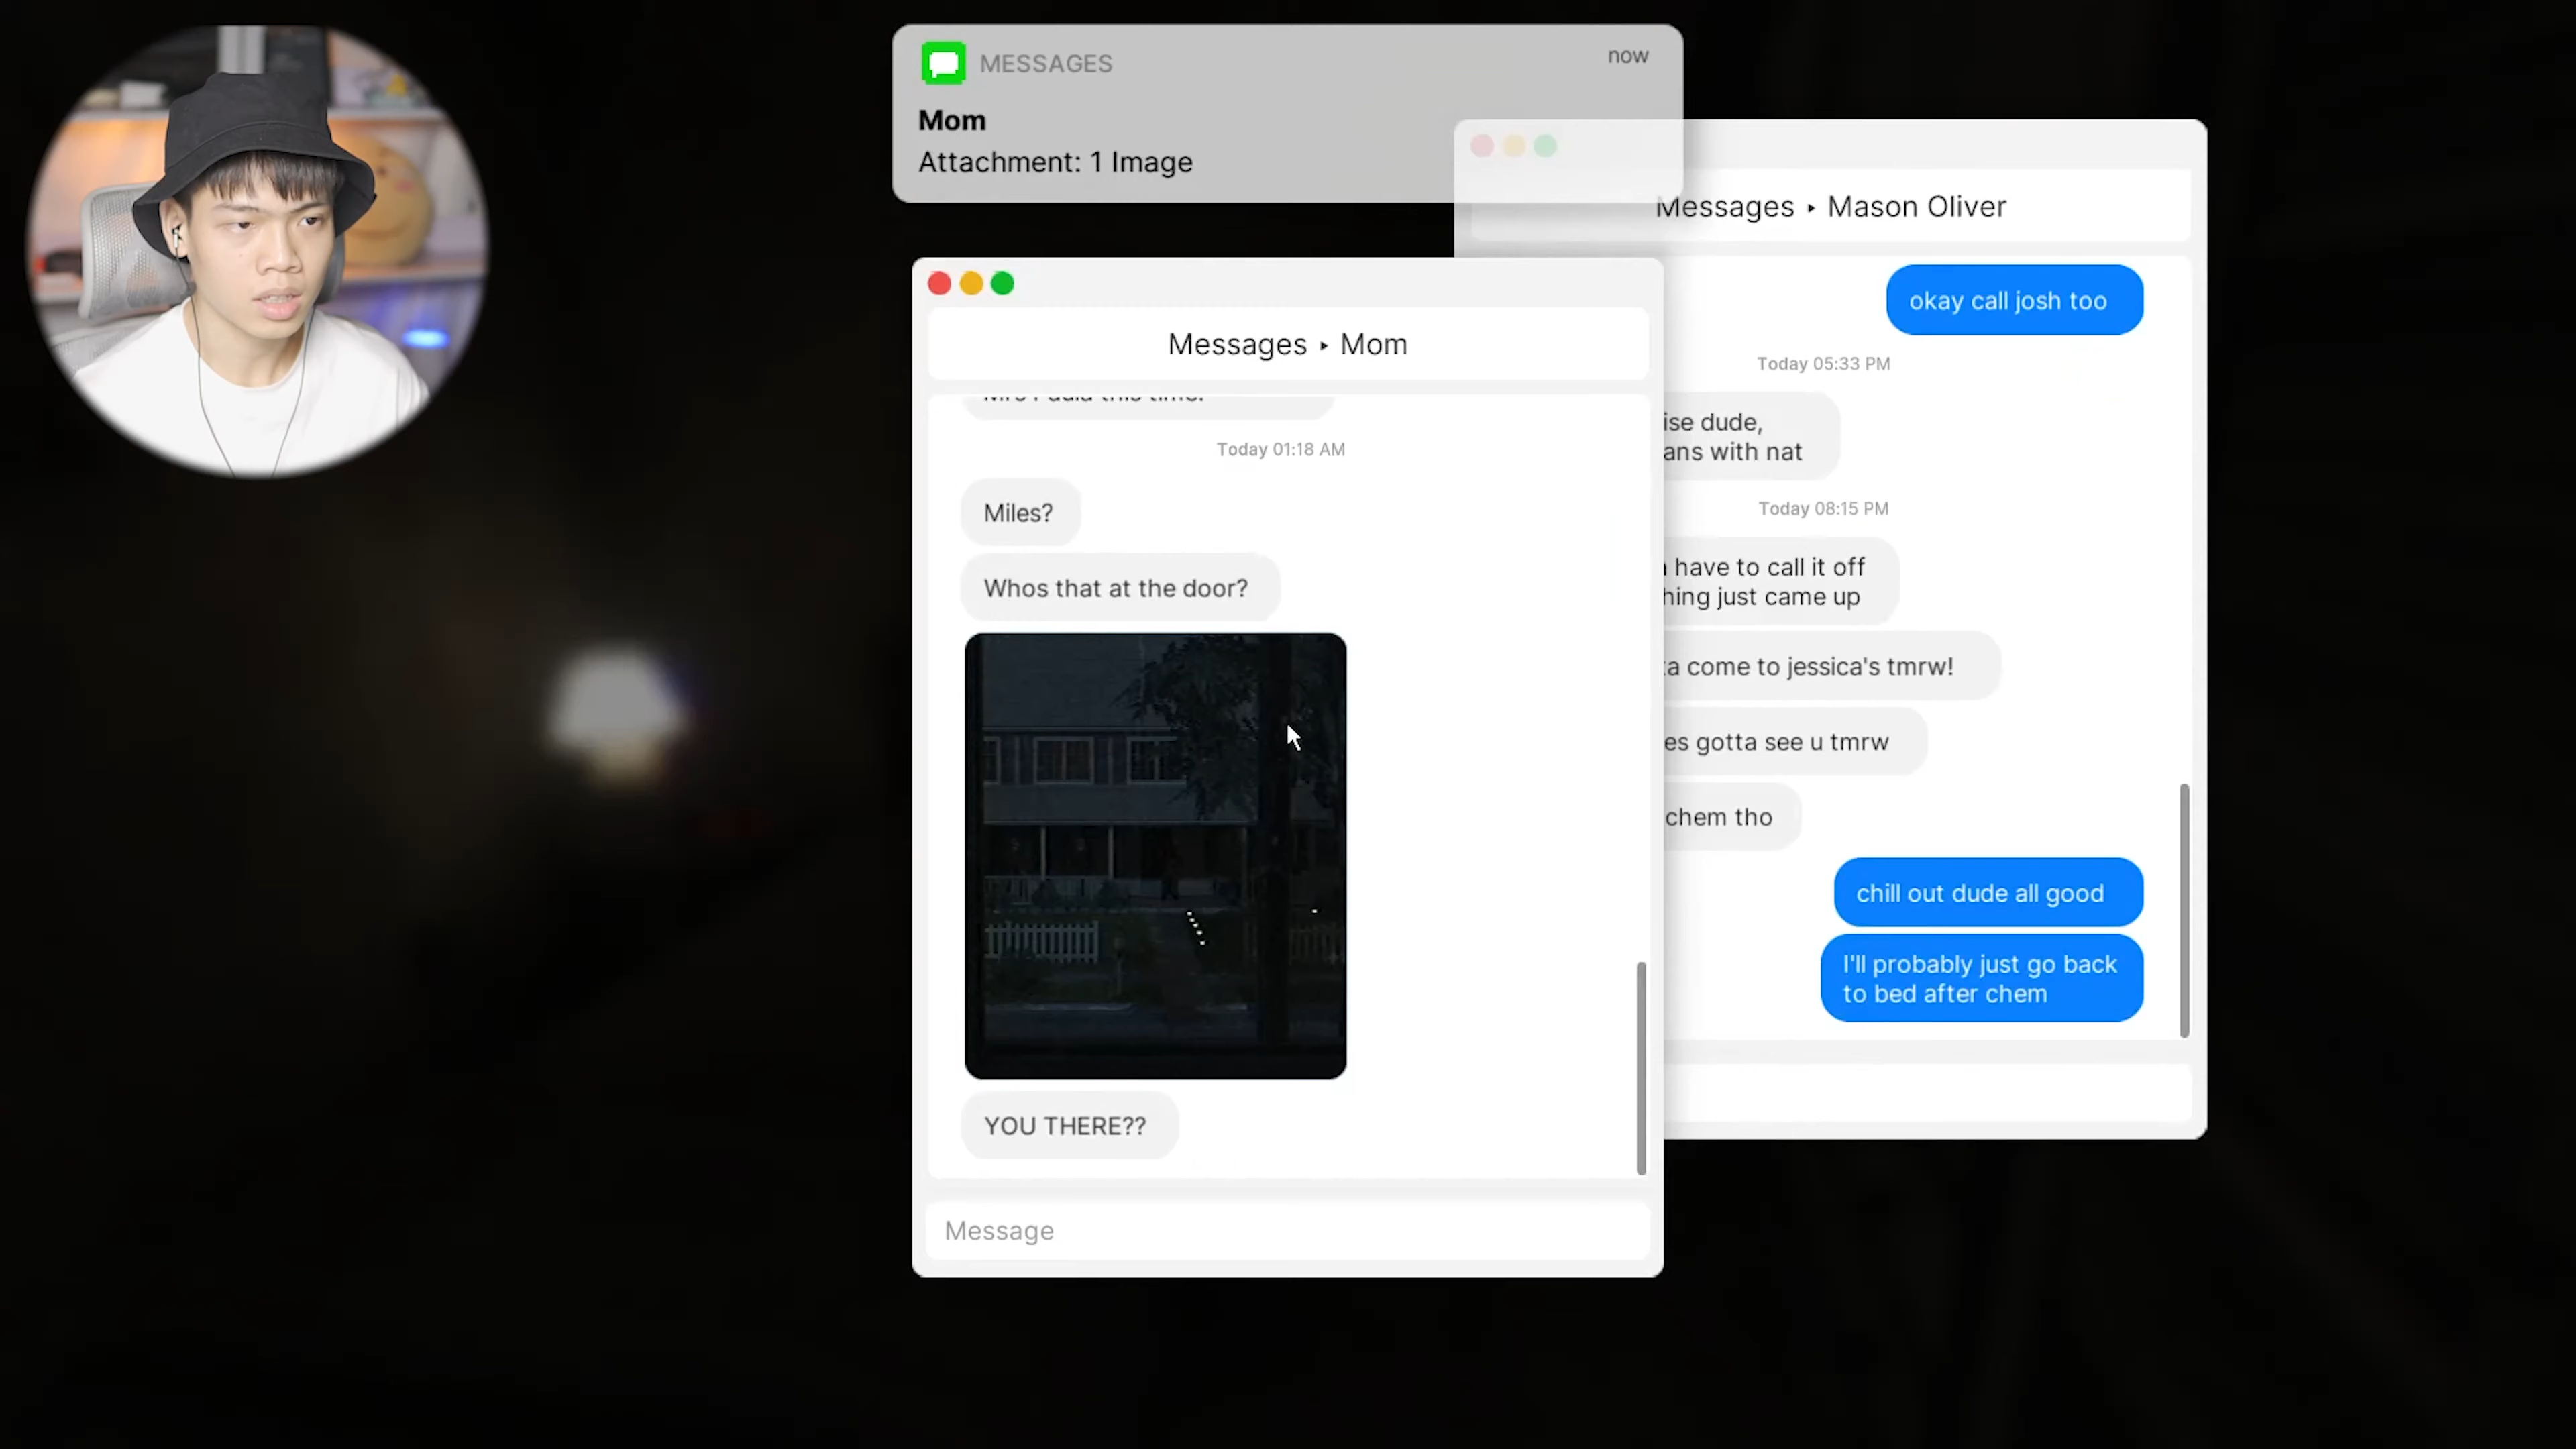 MESSAGES
now
Mom
Attachment: 1 Image
Messages ▸ Mason Oliver
okay call josh too
Today 05:33 PM
ise dude,
ans with nat
Today 08:15 PM
have to call it off
hing just came up
a come to jessica's tmrw!
es gotta see u tmrw
chem tho
chill out dude all good
I'll probably just go back
to bed after chem
Messages ▸ Mom
this time!
Today 01:18 AM
Miles?
Whos that at the door?
YOU THERE??
Message